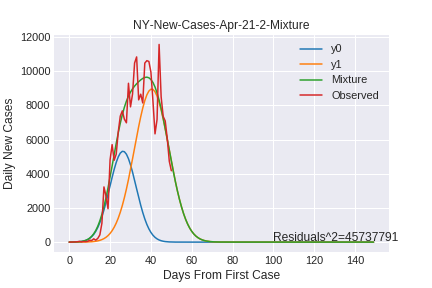 NY-New-Cases-Apr-21-2-Mixture
12000
10000
8000
6000
4000
2000
0
Daily New Cases
y0
y1
Mixture
Observed
Residuals^2=45737791
0 20 40 60 80 100 120 140
Days From First Case